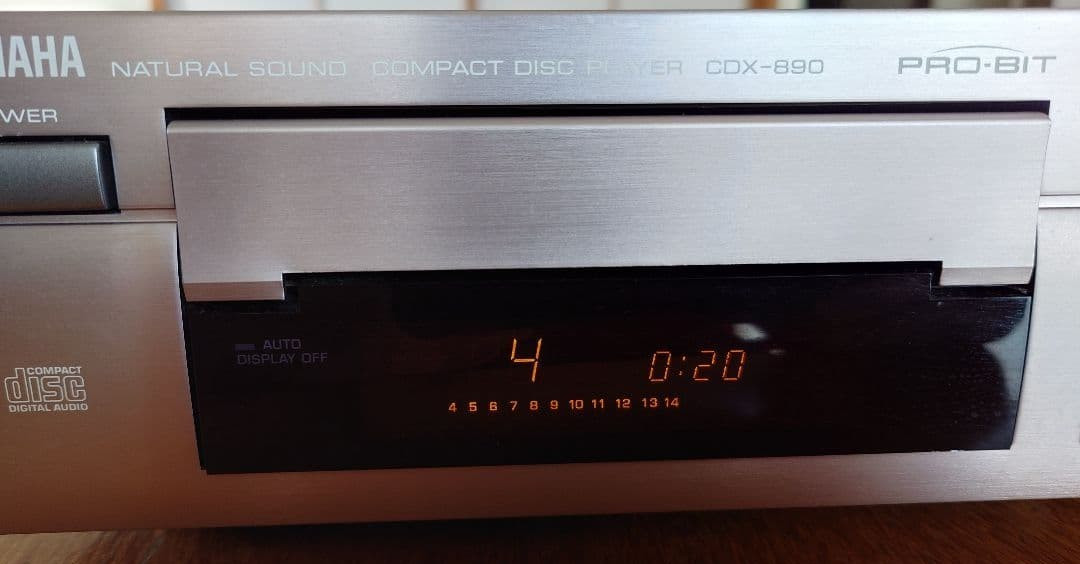 AHA NATURAL SOUND COMPACT DISC PLAYER CDX-890 PRO-BIT
WER
AUTO
DISPLAY OFF
4 0:20
4 5 6 7 8 9 10 11 12 13 14
COMPACT
disc
DIGITAL AUDIO